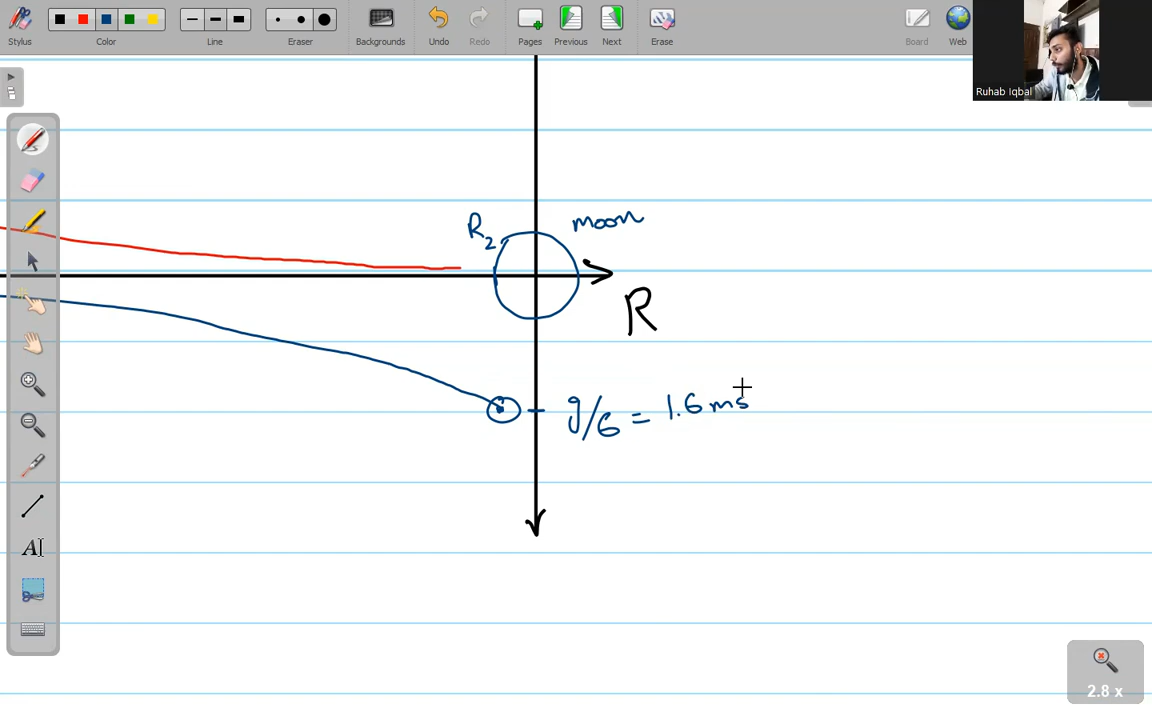 Stylus
Color
Line
Eraser
Backgrounds
Undo
Redo
Pages
Previous
Next
Erase
Board
Web
Ruhab Iqbal
R2
moon
R
g/6 = 1.6 ms
AI
2.8 x